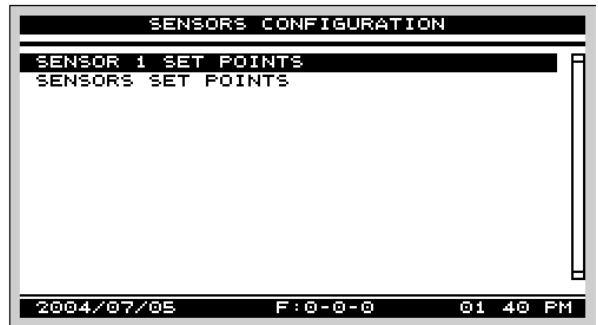 SENSORS CONFIGURATION
SENSOR 1 SET POINTS
SENSORS SET POINTS
2004/07/05 F:0-0-0 01 40 PM